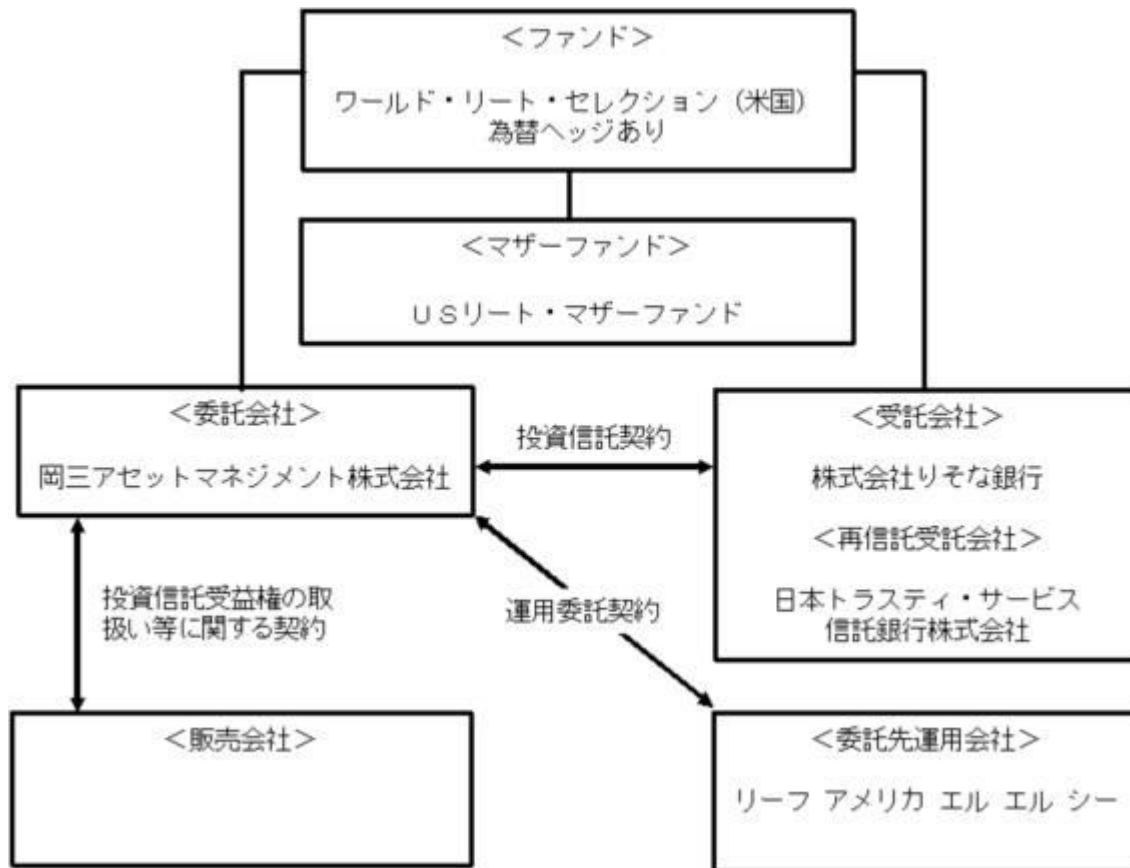 ＜ファンド＞
ワールド・リート・セレクション（米国）
為替ヘッジあり
＜マザーファンド＞
ＵＳリート・マザーファンド
＜委託会社＞
岡三アセットマネジメント株式会社
投資信託契約
＜受託会社＞
株式会社りそな銀行
＜再信託受託会社＞
日本トラスティ・サービス
信託銀行株式会社
投資信託受益権の取
扱い等に関する契約
運用委託契約
＜販売会社＞
＜委託先運用会社＞
リーフ アメリカ エル エル シー